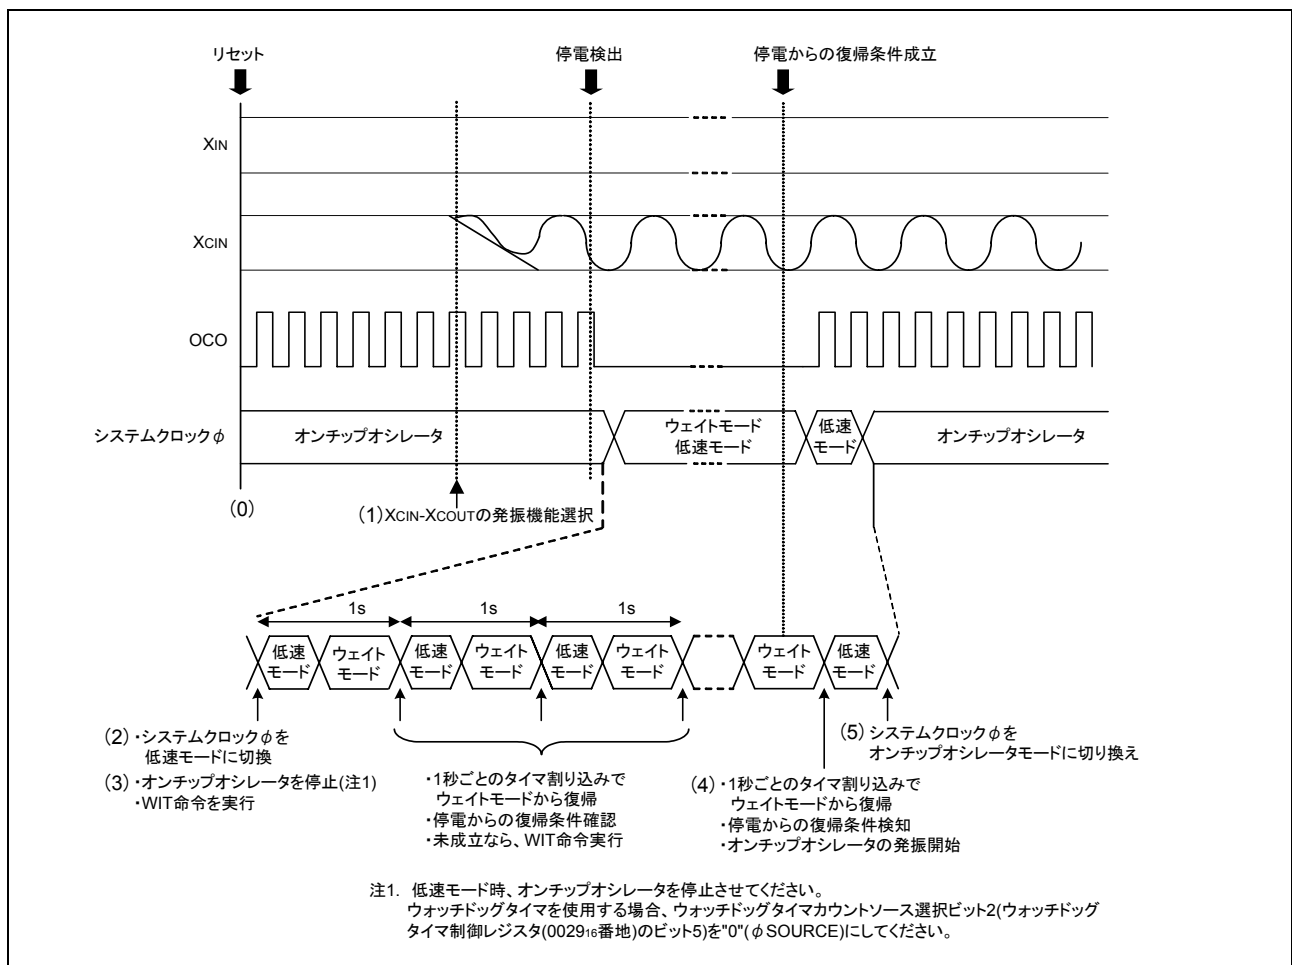 リセット
停電検出
停電からの復帰条件成立
XIN
XCIN
OCO
システムクロックφ
オンチップオシレータ
ウェイトモード
低速モード
低速
モード
オンチップオシレータ
(0)
(1)XCIN-XCOUTの発振機能選択
1s
1s
1s
低速
モード
ウェイト
モード
低速
モード
ウェイト
モード
低速
モード
ウェイト
モード
ウェイト
モード
低速
モード
(2)・システムクロックφを
低速モードに切換
(3)・オンチップオシレータを停止(注1)
・WIT命令を実行
・1秒ごとのタイマ割り込みで
ウェイトモードから復帰
・停電からの復帰条件確認
・未成立なら、WIT命令実行
(4)・1秒ごとのタイマ割り込みで
ウェイトモードから復帰
・停電からの復帰条件検知
・オンチップオシレータの発振開始
(5)システムクロックφを
オンチップオシレータモードに切り換え
注1. 低速モード時、オンチップオシレータを停止させてください。
ウォッチドッグタイマを使用する場合、ウォッチドッグタイマカウントソース選択ビット2(ウォッチドッグ
タイマ制御レジスタ(002916番地)のビット5)を"0"(φSOURCE)にしてください。